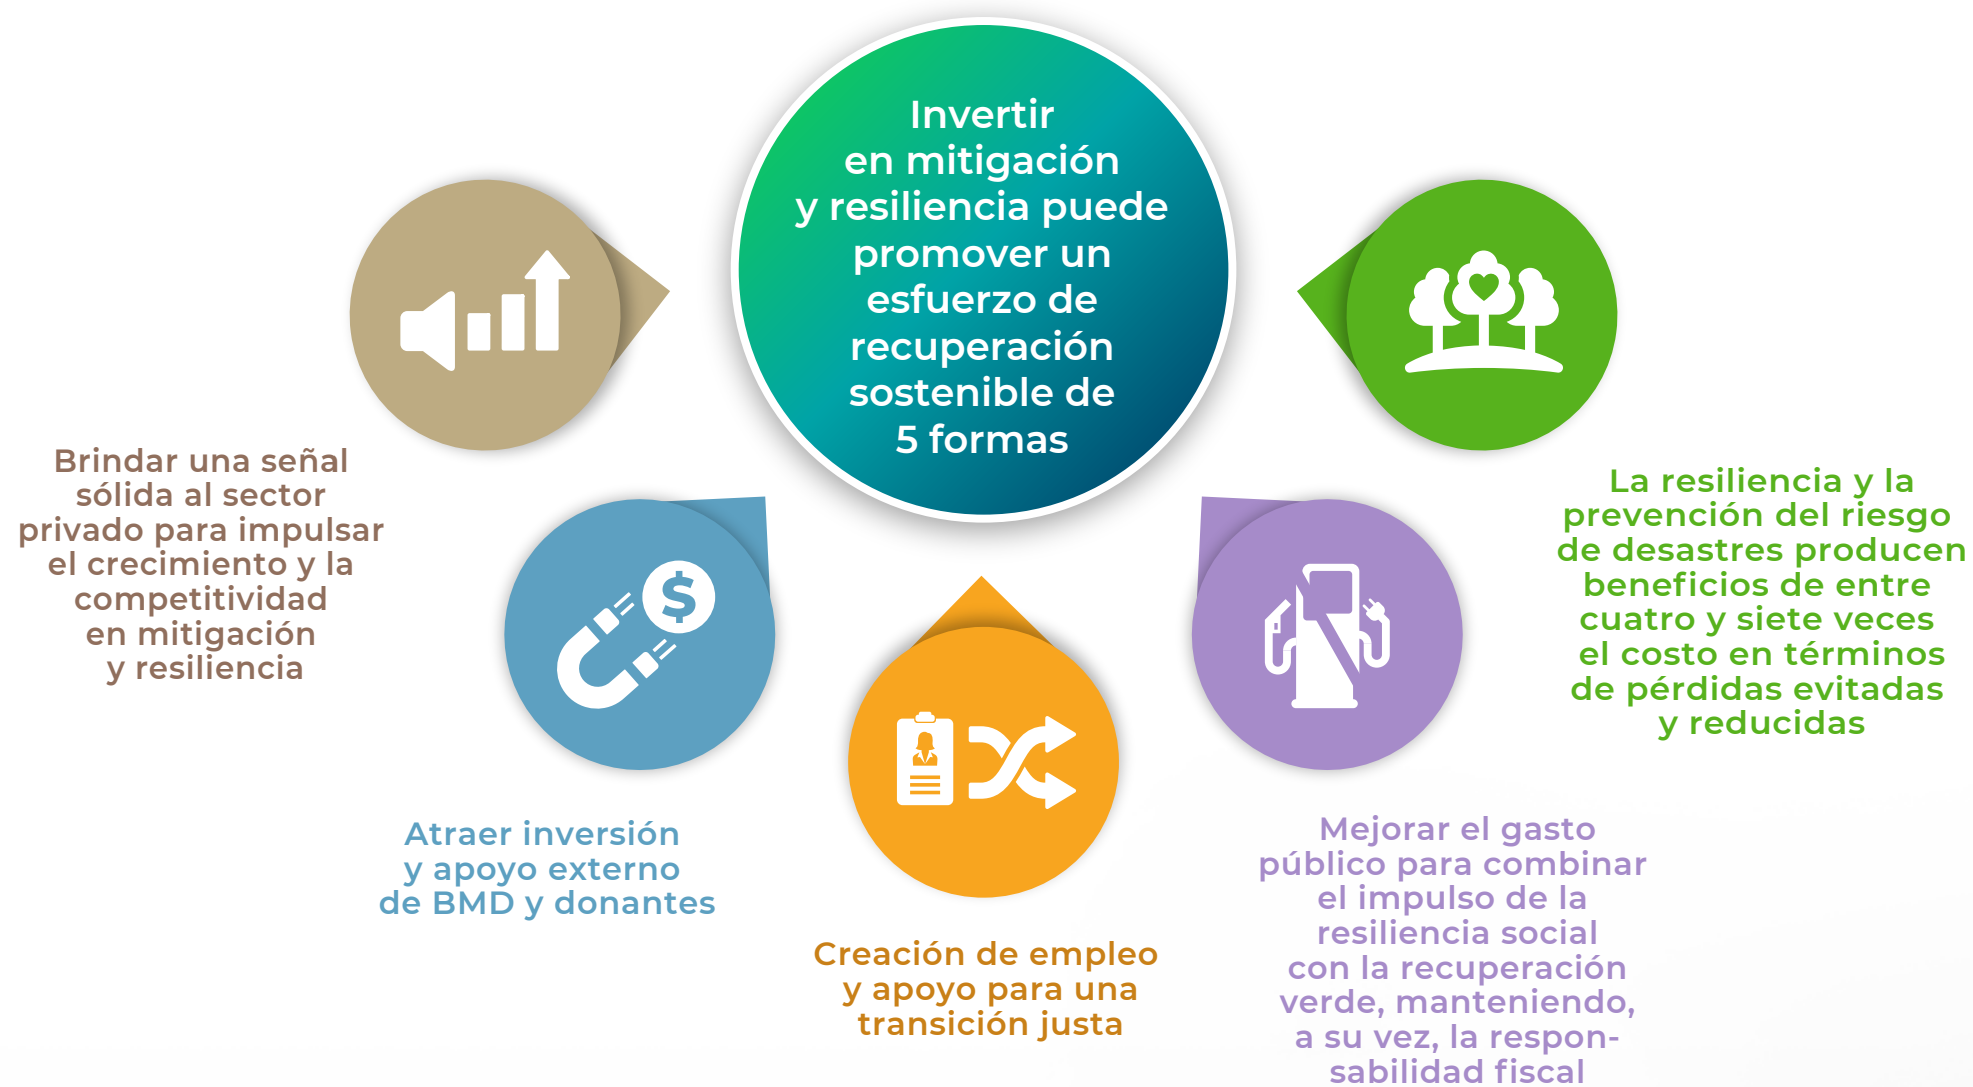 Invertir
en mitigación
y resiliencia puede
promover un
esfuerzo de
recuperación
sostenible de
5 formas
Brindar una señal
sólida al sector
privado para impulsar
el crecimiento y la
competitividad
en mitigación
y resiliencia
$
Atraer inversión
y apoyo externo
de BMD y donantes
Creación de empleo
y apoyo para una
transición justa
Mejorar el gasto
público para combinar
el impulso de la
resiliencia social
con la recuperación
verde, manteniendo,
a su vez, la respon-
sabilidad fiscal
La resiliencia y la
prevención del riesgo
de desastres producen
beneficios de entre
cuatro y siete veces
el costo en términos
de pérdidas evitadas
y reducidas